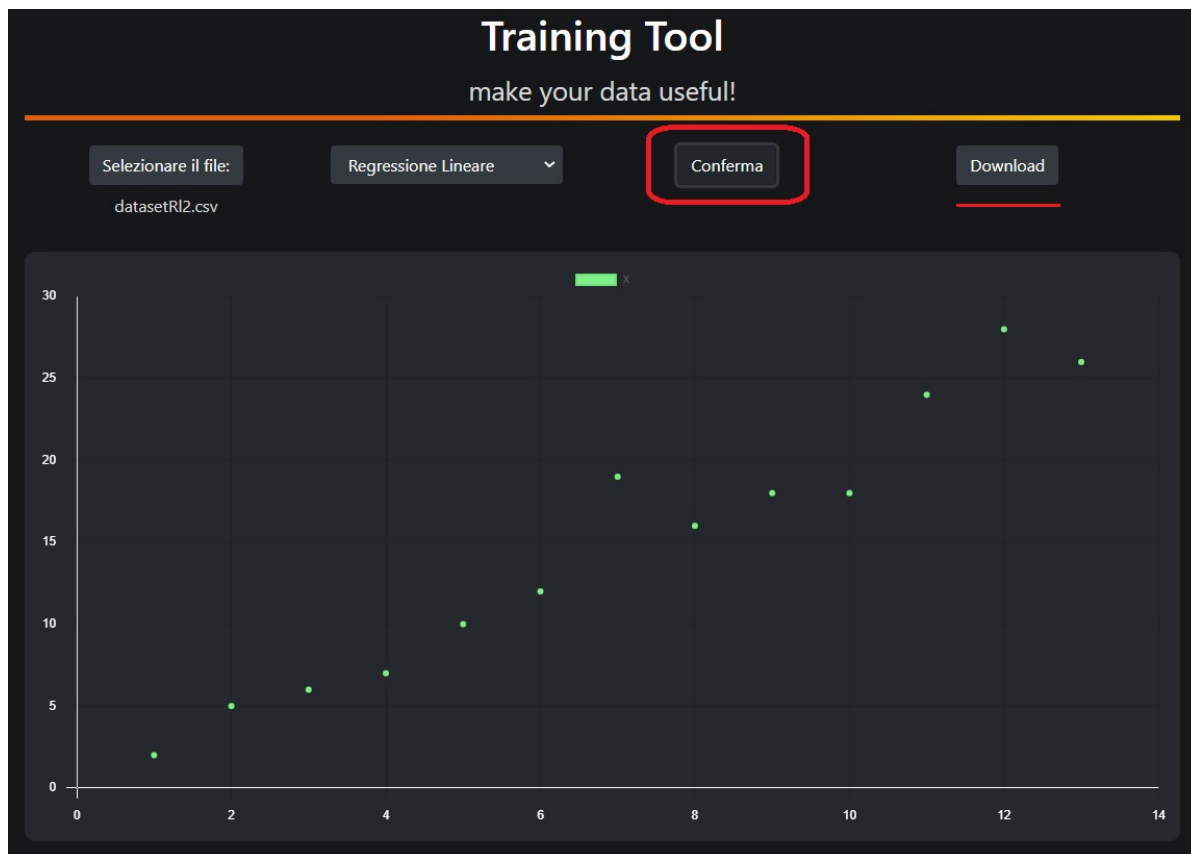 Training Tool
make your data useful!
Selezionare il file:
Regressione Lineare
Conferma
Download
datasetRl2.csv
x
30
25
20
15
10
5
0
0 2 4 6 8 10 12 14